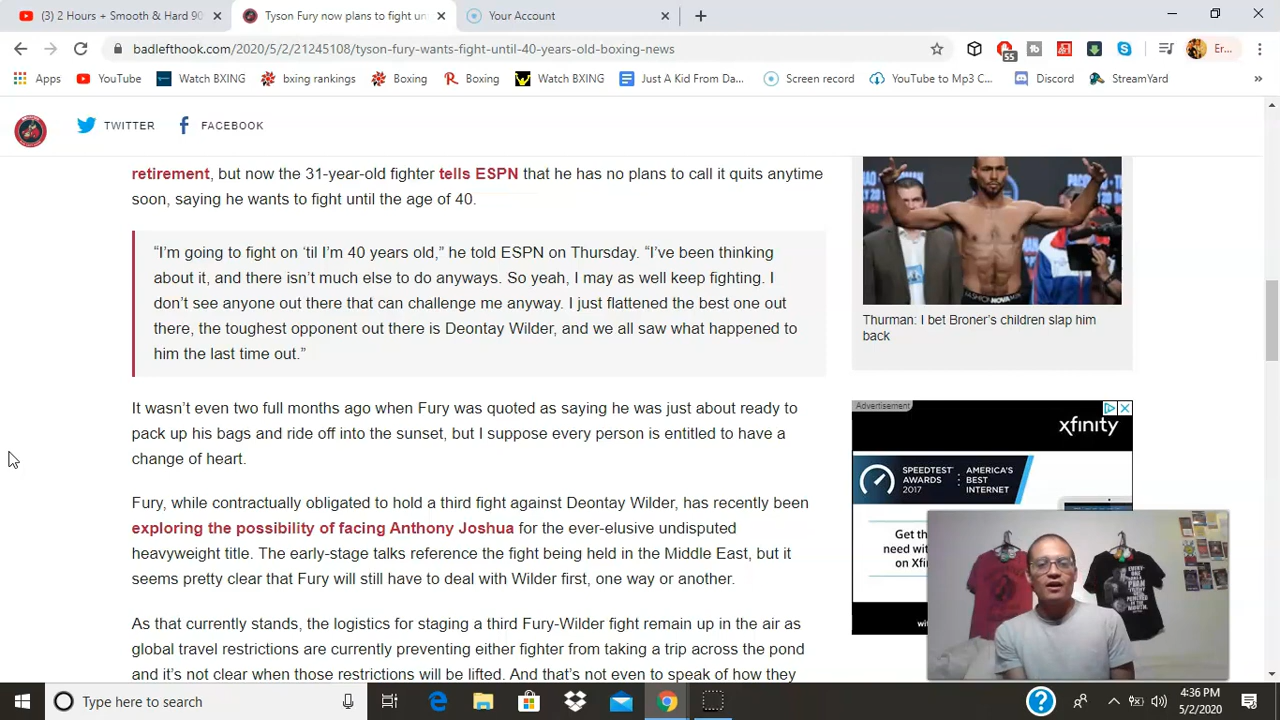 (3) 2 Hours + Smooth & Hard 90
Tyson Fury now plans to fight un
Your Account
badlefthook.com/2020/5/2/21245108/tyson-fury-wants-fight-until-40-years-old-boxing-news
55
Er...
Apps
YouTube
Watch BXING
bxing rankings
Boxing
Boxing
Watch BXING
Just A Kid From Da...
Screen record
YouTube to Mp3 C...
Discord
StreamYard
»
TWITTER
FACEBOOK
retirement, but now the 31-year-old fighter tells ESPN that he has no plans to call it quits anytime
soon, saying he wants to fight until the age of 40.
“I’m going to fight on ‘til I’m 40 years old,” he told ESPN on Thursday. “I’ve been thinking
about it, and there isn’t much else to do anyways. So yeah, I may as well keep fighting. I
don’t see anyone out there that can challenge me anyway. I just flattened the best one out
there, the toughest opponent out there is Deontay Wilder, and we all saw what happened to
him the last time out.”
It wasn’t even two full months ago when Fury was quoted as saying he was just about ready to
pack up his bags and ride off into the sunset, but I suppose every person is entitled to have a
change of heart.
Fury, while contractually obligated to hold a third fight against Deontay Wilder, has recently been
exploring the possibility of facing Anthony Joshua for the ever-elusive undisputed
heavyweight title. The early-stage talks reference the fight being held in the Middle East, but it
seems pretty clear that Fury will still have to deal with Wilder first, one way or another.
As that currently stands, the logistics for staging a third Fury-Wilder fight remain up in the air as
global travel restrictions are currently preventing either fighter from taking a trip across the pond
and it’s not clear when those restrictions will be lifted. And that’s not even to speak of how they
FASHION NOVA MEN
Thurman: I bet Broner’s children slap him
back
Advertisement
xfinity
SPEEDTEST
AWARDS
2017
AMERICA'S
BEST
INTERNET
Get th
need wit
on Xfi
wi
EVERY
ONE
HAS A
PLAN
Type here to search
4:36 PM
5/2/2020